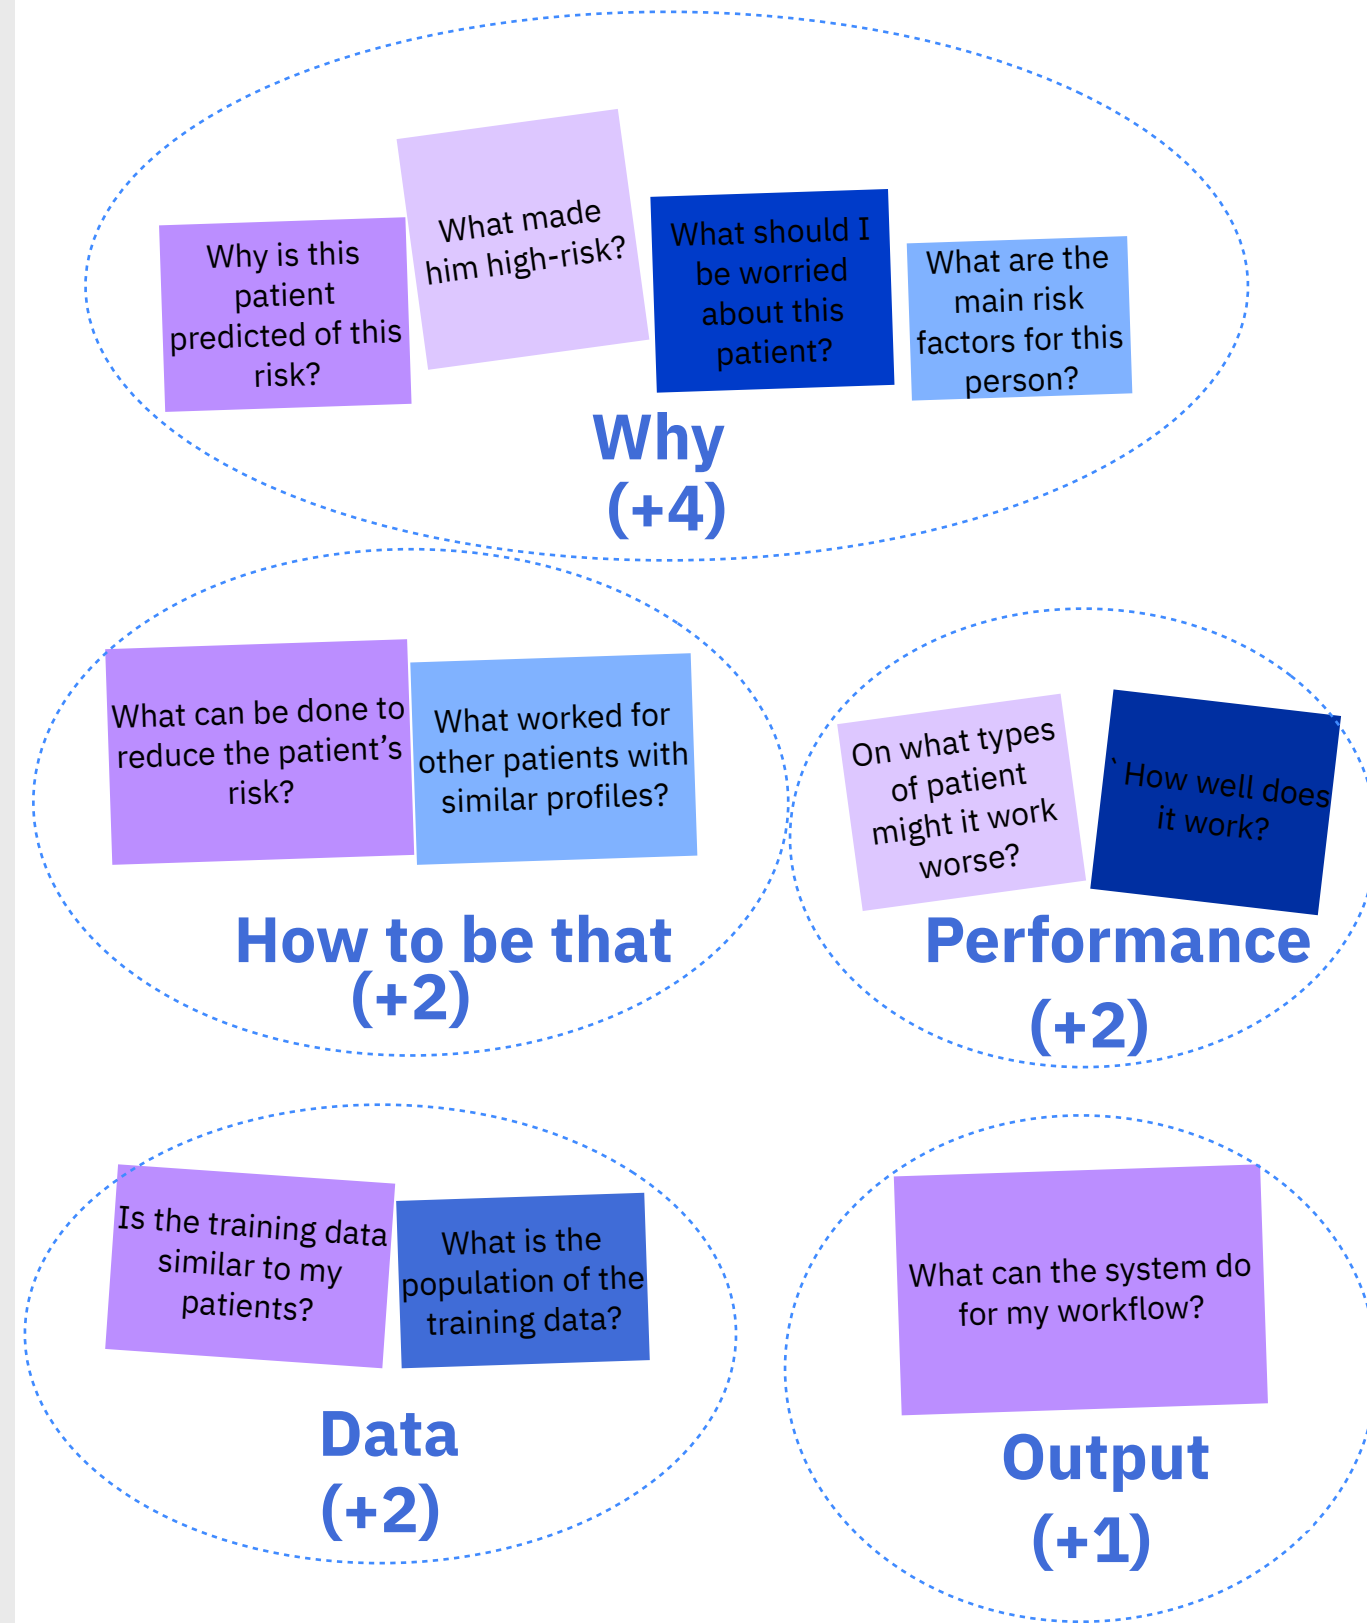 Why is this
patient
predicted of this
risk?
What made
him high-risk?
What should I
be worried
about this
patient?
What are the
main risk
factors for this
person?
Why
(+4)
What can be done to
reduce the patient’s
risk?
What worked for
other patients with
similar profiles?
How to be that
(+2)
On what types
of patient
might it work
worse?
` How well does
it work?
Performance
(+2)
Is the training data
similar to my
patients?
What is the
population of the
training data?
Data
(+2)
What can the system do
for my workflow?
Output
(+1)